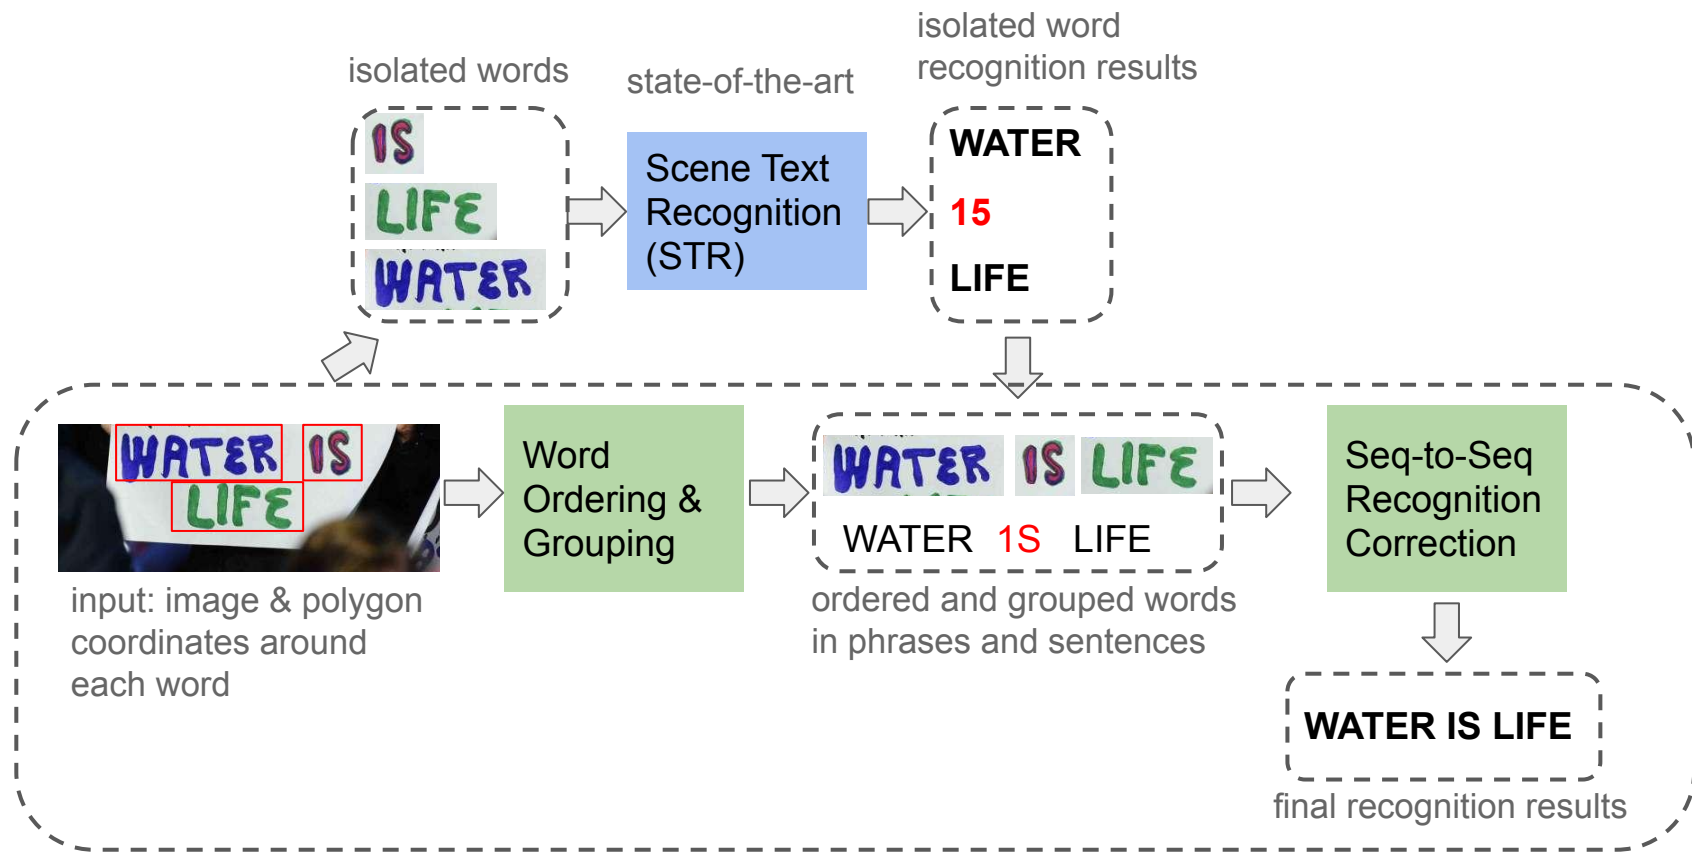 isolated words
IS
LIFE
WATER
state-of-the-art
Scene Text
Recognition
(STR)
isolated word
recognition results
WATER
15
LIFE
WATER IS
LIFE
input: image & polygon
coordinates around
each word
Word
Ordering &
Grouping
WATER IS LIFE
WATER 1S LIFE
ordered and grouped words
in phrases and sentences
Seq-to-Seq
Recognition
Correction
WATER IS LIFE
final recognition results